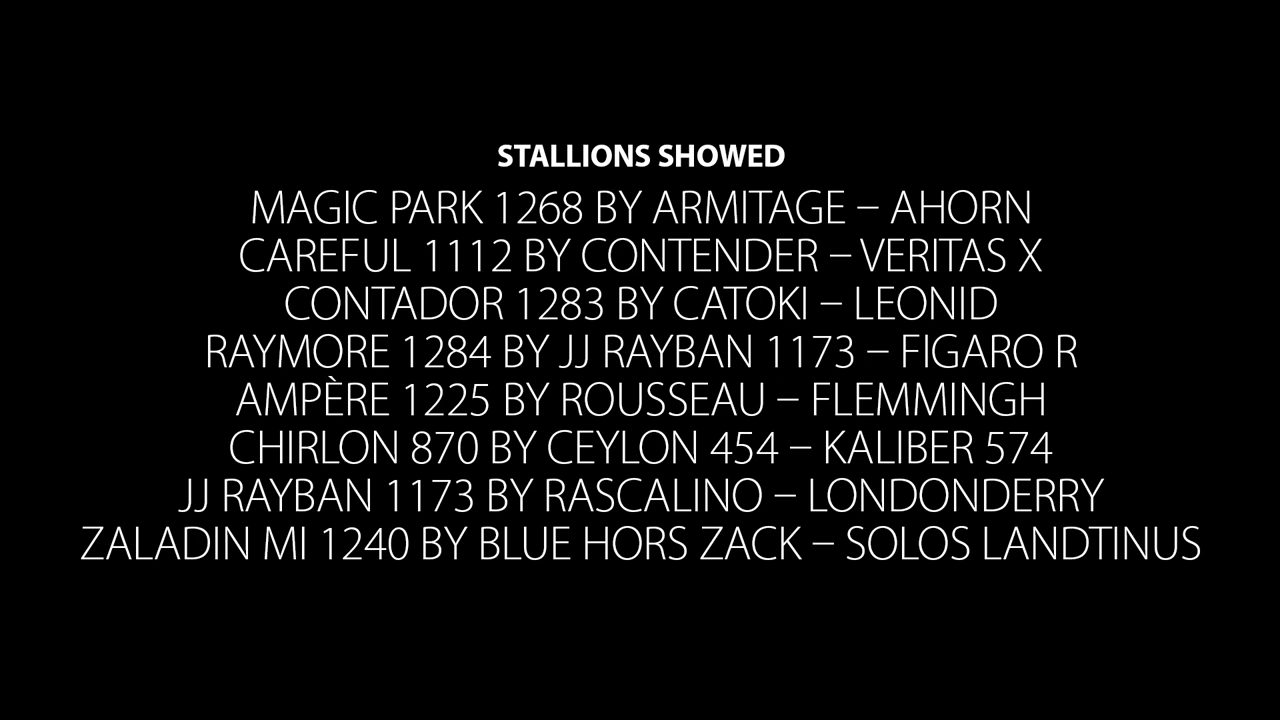 STALLIONS SHOWED
MAGIC PARK 1268 BY ARMITAGE – AHORN
CAREFUL 1112 BY CONTENDER – VERITAS X
CONTADOR 1283 BY CATOKI – LEONID
RAYMORE 1284 BY JJ RAYBAN 1173 – FIGARO R
AMPÈRE 1225 BY ROUSSEAU – FLEMMINGH
CHIRLON 870 BY CEYLON 454 – KALIBER 574
JJ RAYBAN 1173 BY RASCALINO – LONDONDERRY
ZALADIN MI 1240 BY BLUE HORS ZACK – SOLOS LANDTINUS